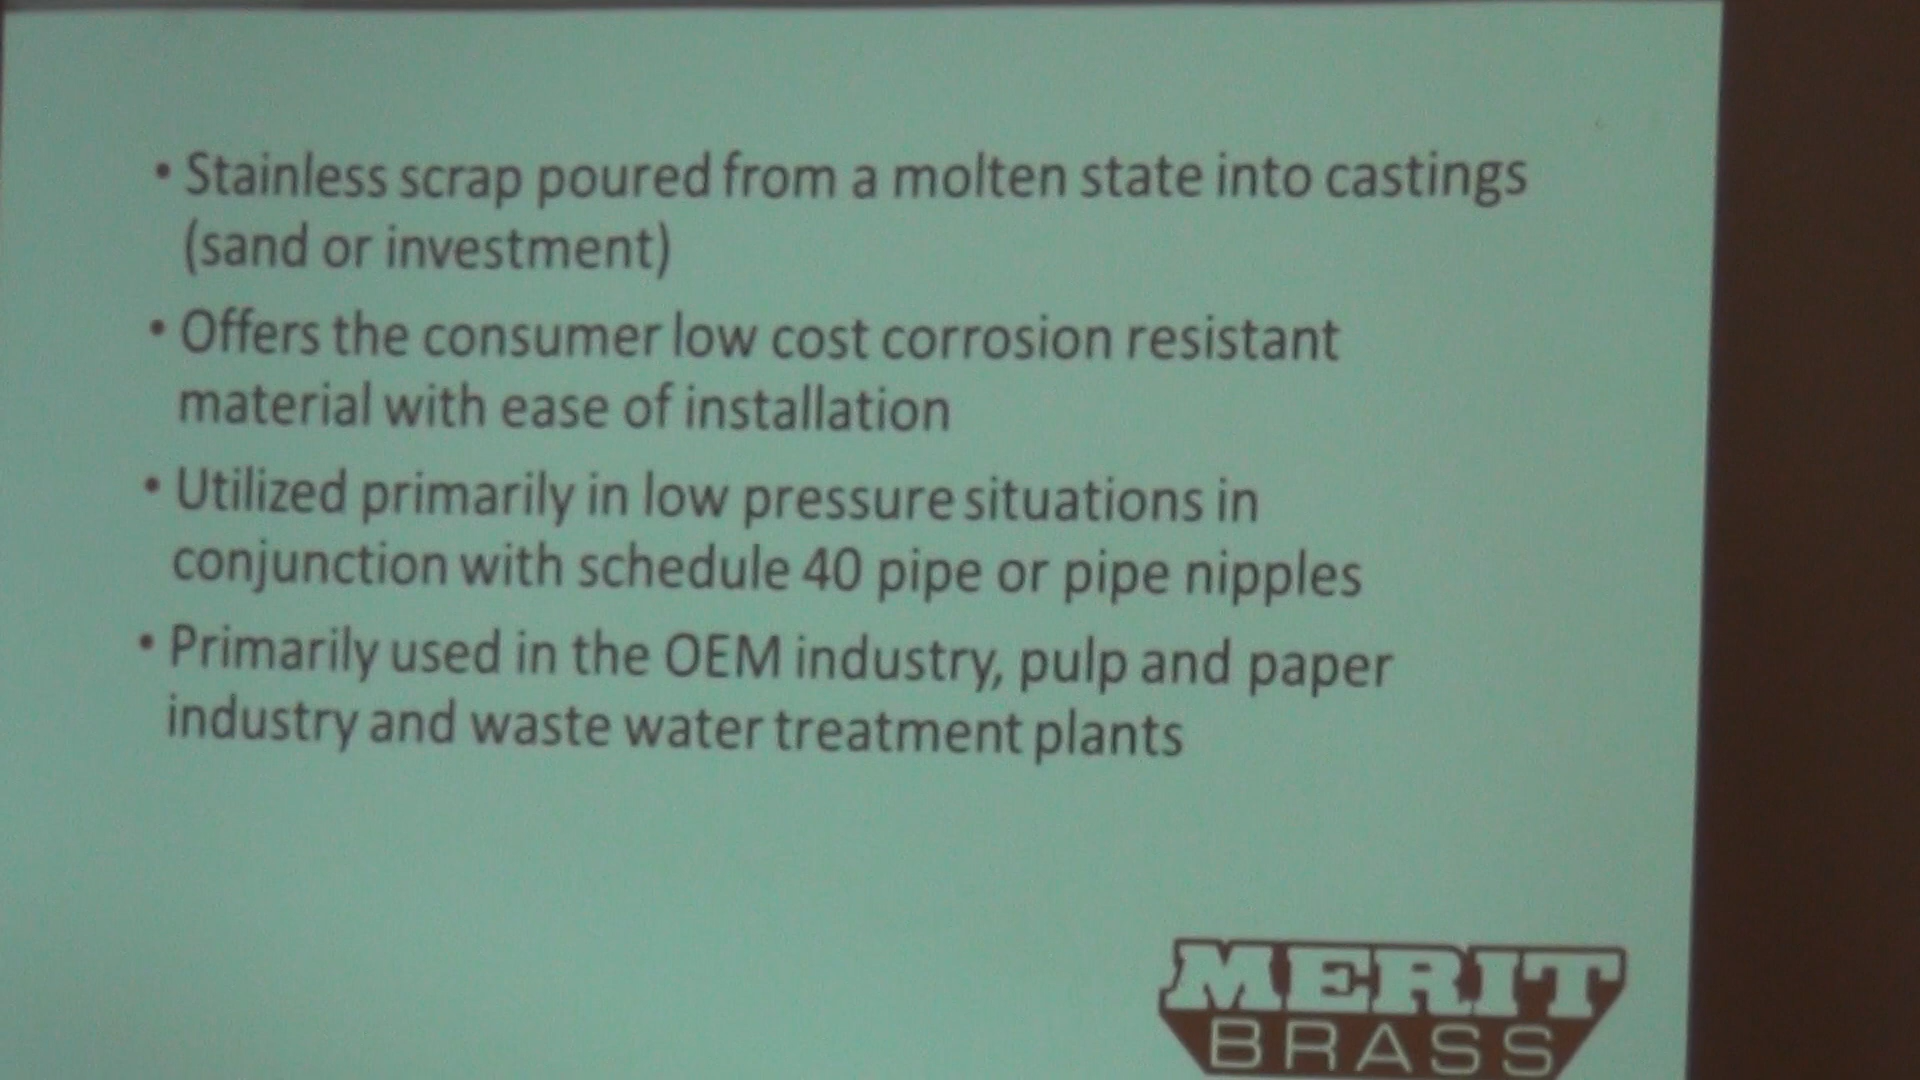 • Stainless scrap poured from a molten state into castings
(sand or investment)
• Offers the consumer low cost corrosion resistant
material with ease of installation
• Utilized primarily in low pressure situations in
conjunction with schedule 40 pipe or pipe nipples
• Primarily used in the OEM industry, pulp and paper
industry and waste water treatment plants
MERIT
BRASS